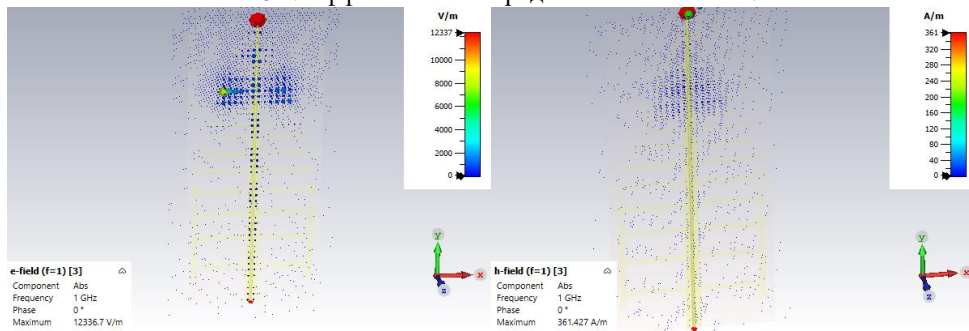 V/m
12337
10000
8000
6000
4000
2000
0
y
x
z
e-field (f=1) [3]
Component Abs
Frequency 1 GHz
Phase 0°
Maximum 12336.7 V/m
A/m
361
320
280
240
200
160
120
80
40
0
y
x
z
h-field (f=1) [3]
Component Abs
Frequency 1 GHz
Phase 0°
Maximum 361.427 A/m